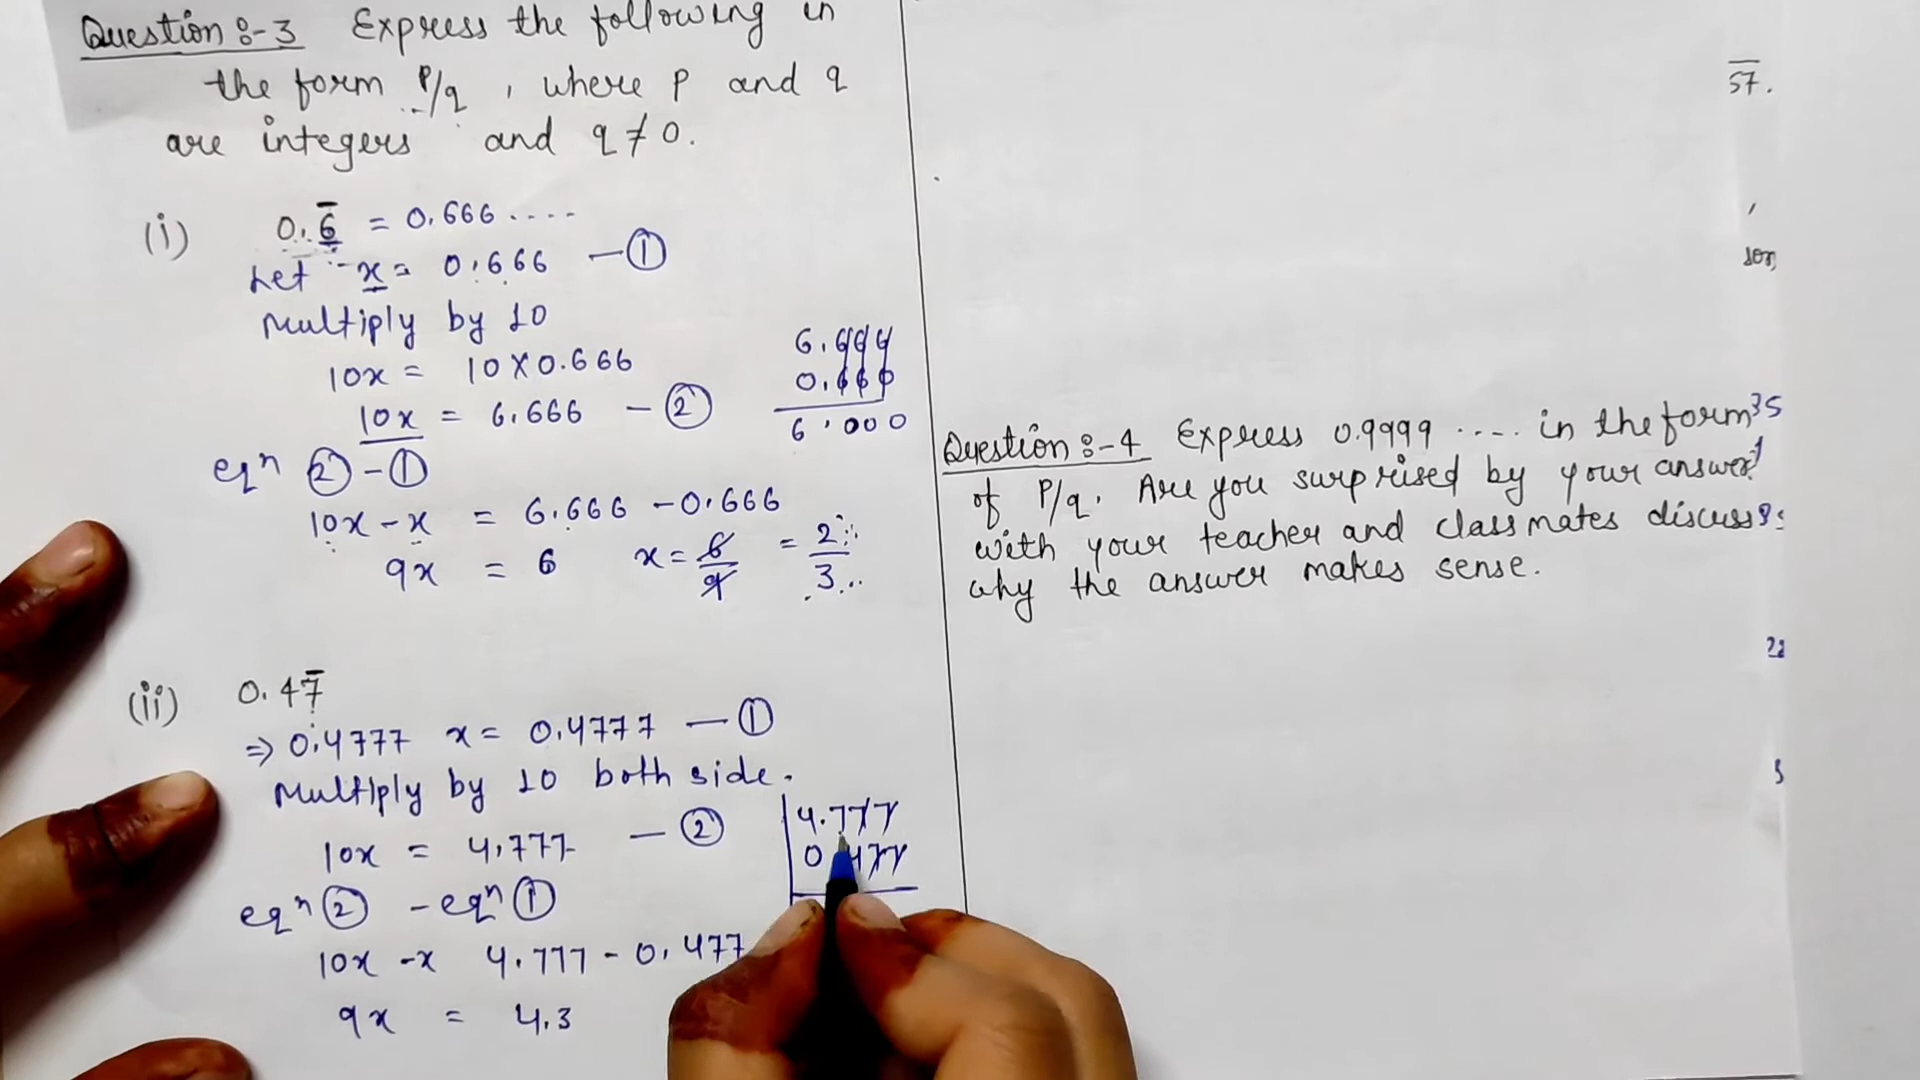 Question :- 3 Express the following in
the form P/q , where P and q
are integers and q ≠ 0.
(i) 0.6̅ = 0.666 ....
Let x = 0.666 — ①
Multiply by 10
10x = 10 X 0.666
10x = 6.666 — ②
6.666
0.666
6.000
eqⁿ ② - ①
10x - x = 6.666 - 0.666
9x = 6 x = 6/9 = 2/3
(ii) 0.47̅
⇒ 0.4777 x = 0.4777 — ①
Multiply by 10 both side.
10x = 4.777 — ②
4.777
0.477
eqⁿ ② - eqⁿ ①
10x - x 4.777 - 0.477
9x = 4.3
57.
Question :- 4 Express 0.9999 .... in the form
of P/q. Are you surprised by your answer?
with your teacher and classmates discuss
why the answer makes sense.